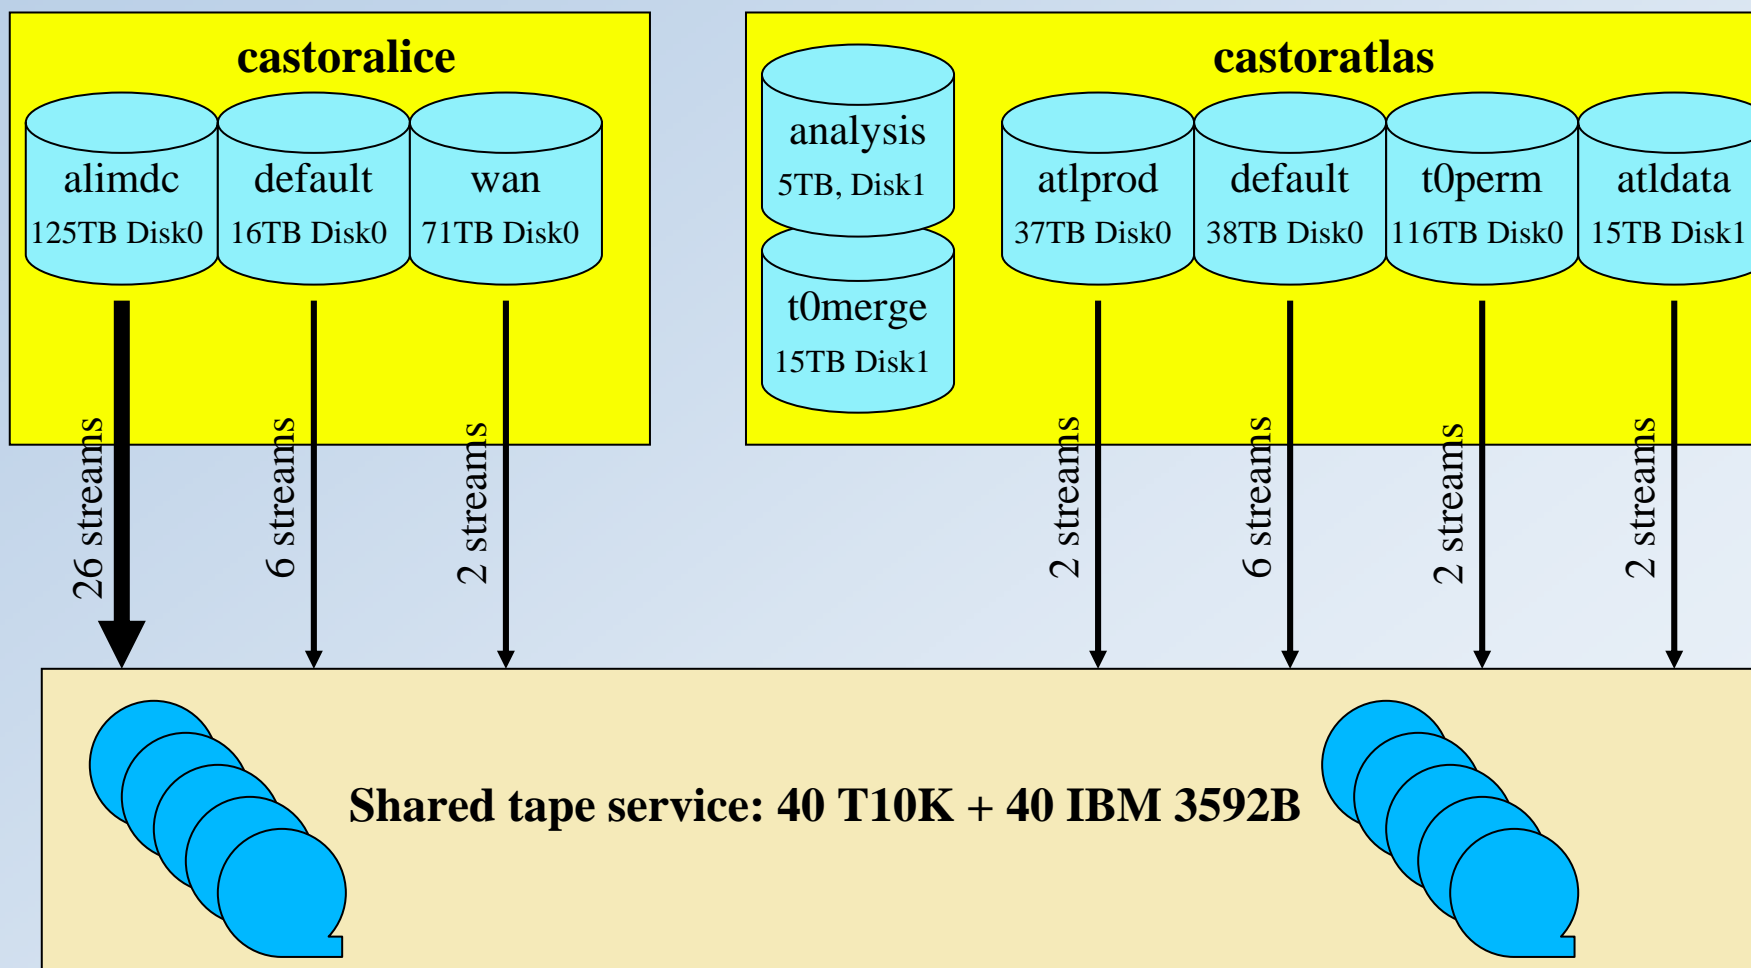 castoralice
alimdc
125TB Disk0
default
16TB Disk0
wan
71TB Disk0
26 streams
6 streams
2 streams
castoratlas
analysis
5TB, Disk1
t0merge
15TB Disk1
atlprod
37TB Disk0
default
38TB Disk0
t0perm
116TB Disk0
atldata
15TB Disk1
2 streams
6 streams
2 streams
2 streams
Shared tape service: 40 T10K + 40 IBM 3592B